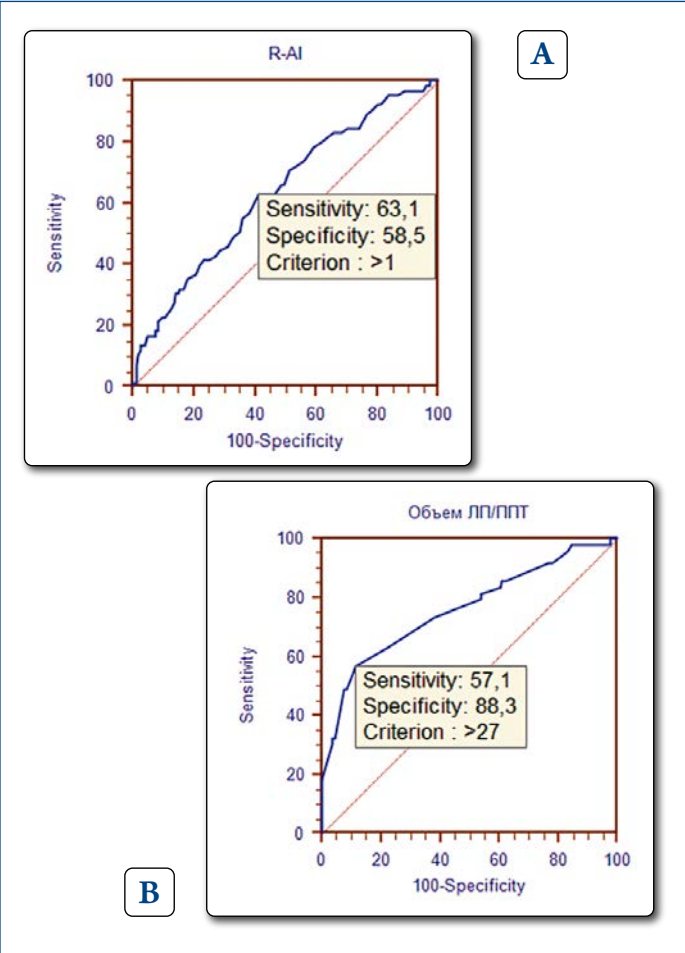 R-AI
A
100
80
60
40
20
0
Sensitivity
Sensitivity: 63,1
Specificity: 58,5
Criterion : >1
0 20 40 60 80 100
100-Specificity
Объем ЛП/ППТ
100
80
60
40
20
0
Sensitivity
Sensitivity: 57,1
Specificity: 88,3
Criterion : >27
0 20 40 60 80 100
100-Specificity
B